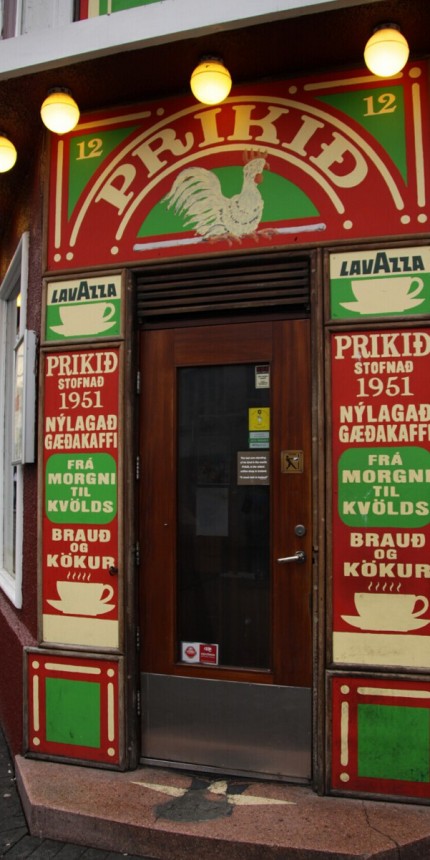 12
PRIKIÐ
12
LAVAZZA
PRIKIÐ
STOFNAÐ
1951
NÝLAGAÐ
GÆÐAKAFFI
FRÁ
MORGNI
TIL
KVÖLDS
BRAUÐ
OG
KÖKUR
LAVAZZA
PRIKIÐ
STOFNAÐ
1951
NÝLAGAÐ
GÆÐAKAFFI
FRÁ
MORGNI
TIL
KVÖLDS
BRAUÐ
OG
KÖKUR